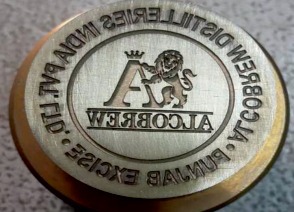 ALCOBREW DISTILLERIES INDIA PVT. LTD.
• PUNJAB EXCISE •
A
ALCOBREW